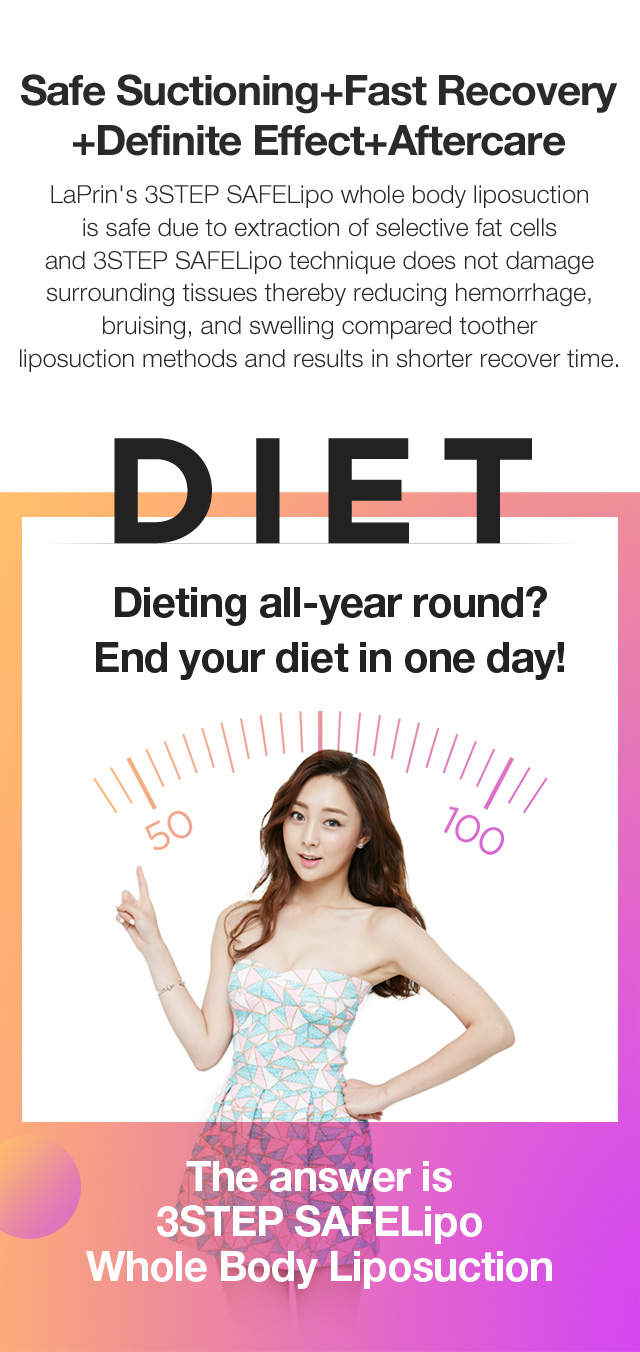 Safe Suctioning+Fast Recovery
+Definite Effect+Aftercare
LaPrin's 3STEP SAFELipo whole body liposuction
is safe due to extraction of selective fat cells
and 3STEP SAFELipo technique does not damage
surrounding tissues thereby reducing hemorrhage,
bruising, and swelling compared toother
liposuction methods and results in shorter recover time.
DIET
Dieting all-year round?
End your diet in one day!
50
100
The answer is
3STEP SAFELipo
Whole Body Liposuction